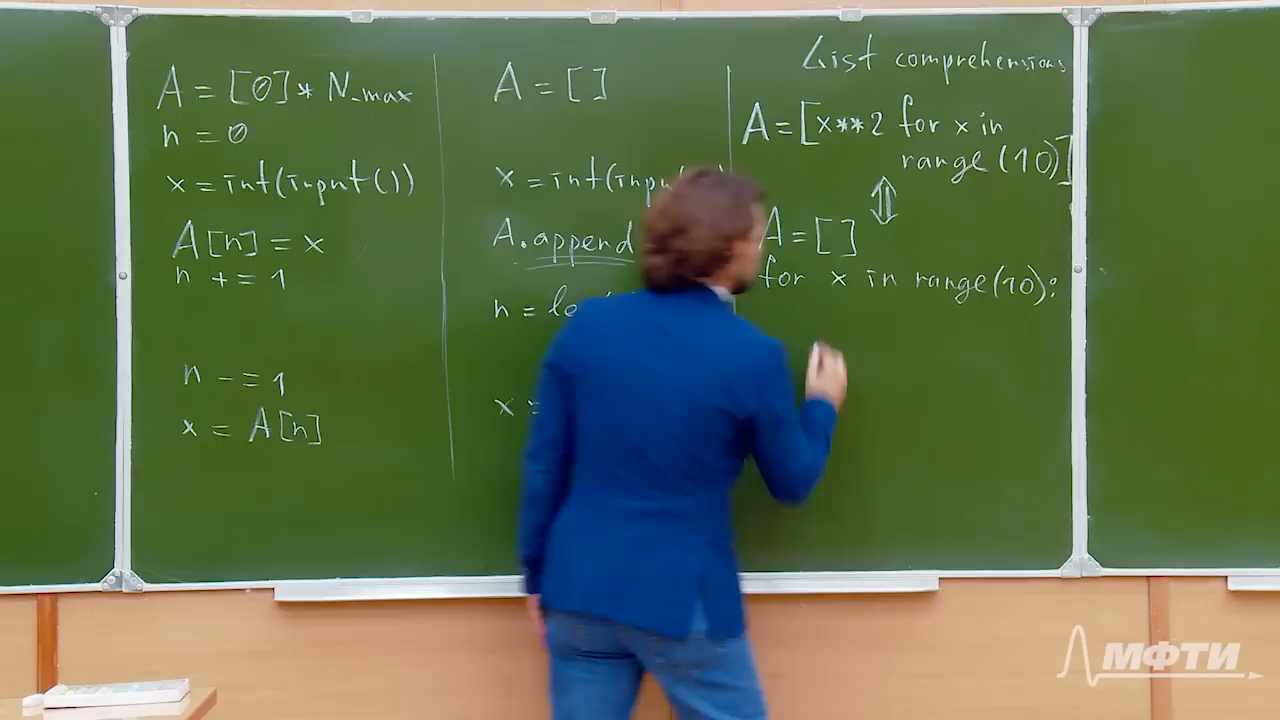 A = [0] * N_max
n = 0
x = int(input())
A[n] = x
n += 1
n -= 1
x = A[n]
A = []
x = int(inpu
A.append
n = le
x =
List comprehensions
A = [x**2 for x in
range(10)]
A = []
for x in range(10):
МФТИ